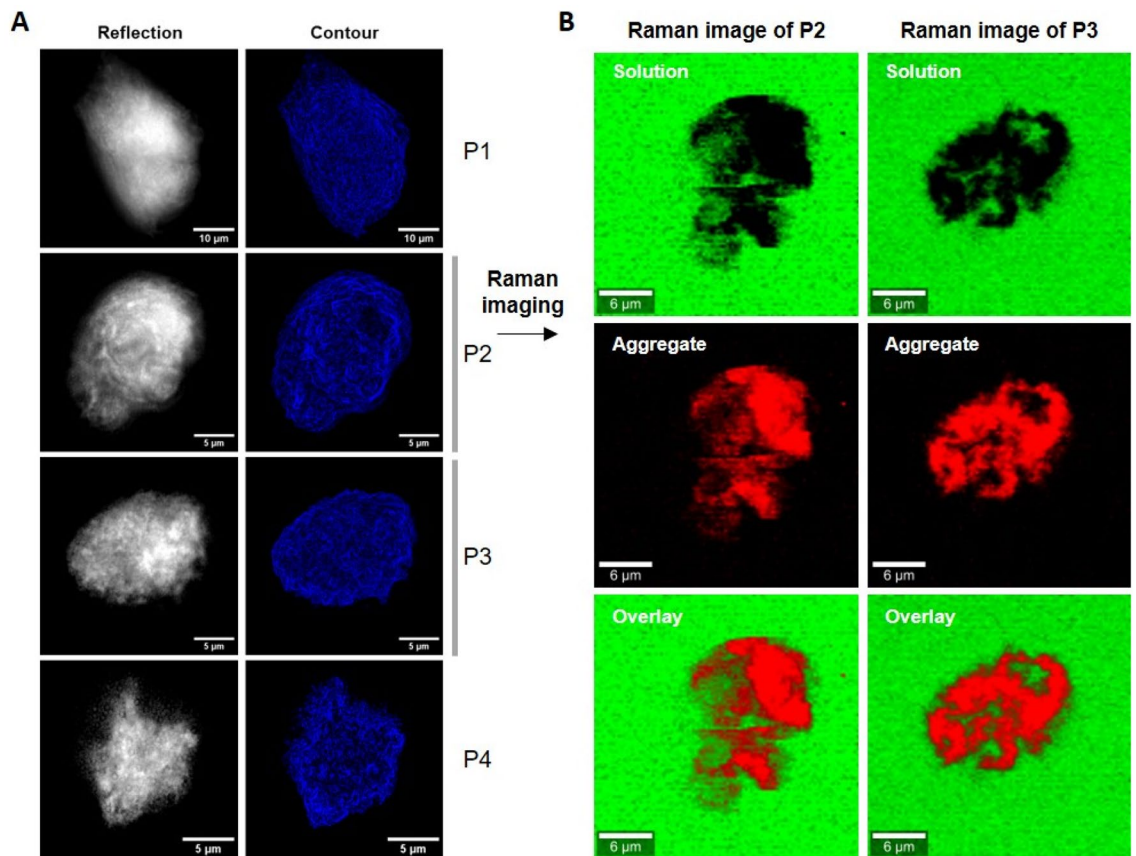 A
Reflection
Contour
10 µm
10 µm
P1
5 µm
5 µm
P2
5 µm
5 µm
P3
5 µm
5 µm
P4
Raman
imaging
B
Raman image of P2
Raman image of P3
Solution
6 µm
Solution
6 µm
Aggregate
6 µm
Aggregate
6 µm
Overlay
6 µm
Overlay
6 µm